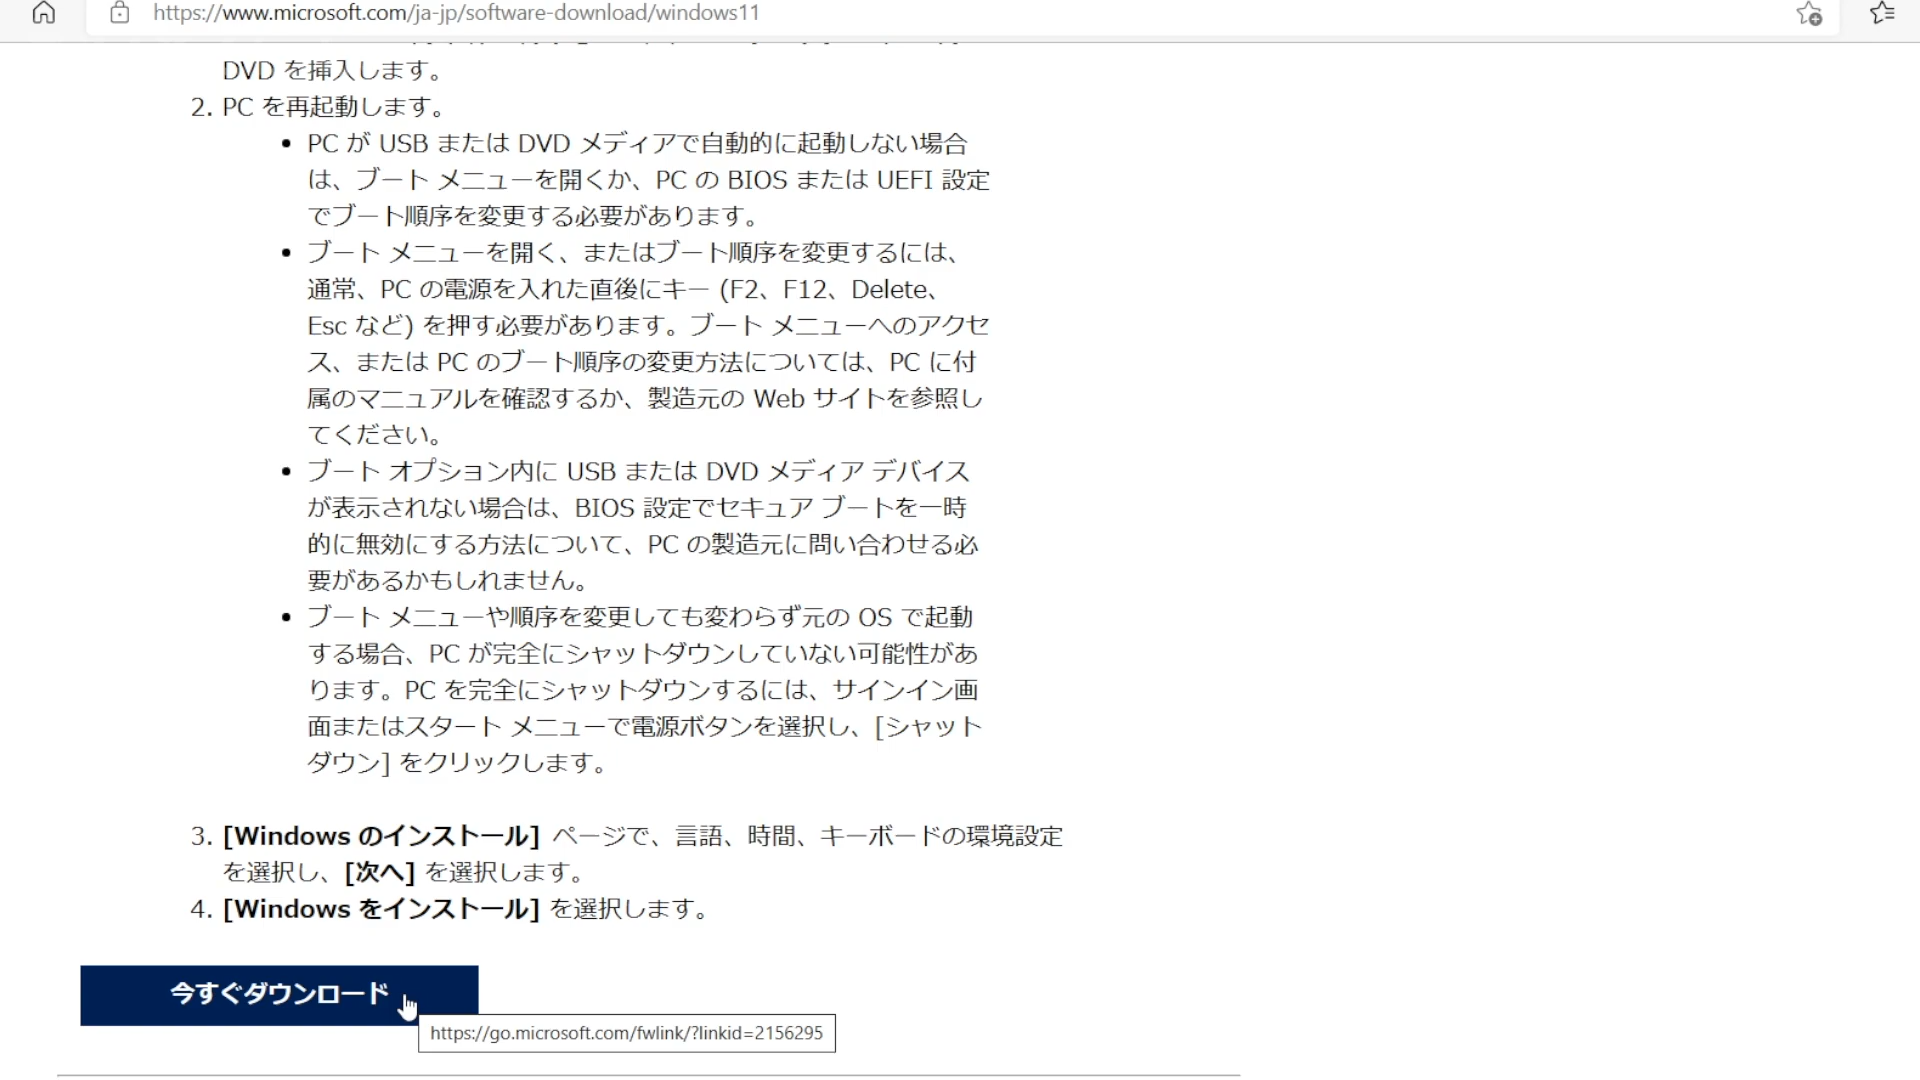 https://www.microsoft.com/ja-jp/software-download/windows11
DVD を挿入します。
2. PC を再起動します。
• PC が USB または DVD メディアで自動的に起動しない場合
は、ブート メニューを開くか、PC の BIOS または UEFI 設定
でブート順序を変更する必要があります。
• ブート メニューを開く、またはブート順序を変更するには、
通常、PC の電源を入れた直後にキー (F2、F12、Delete、
Esc など) を押す必要があります。ブート メニューへのアクセ
ス、または PC のブート順序の変更方法については、PC に付
属のマニュアルを確認するか、製造元の Web サイトを参照し
てください。
• ブート オプション内に USB または DVD メディア デバイス
が表示されない場合は、BIOS 設定でセキュア ブートを一時
的に無効にする方法について、PC の製造元に問い合わせる必
要があるかもしれません。
• ブート メニューや順序を変更しても変わらず元の OS で起動
する場合、PC が完全にシャットダウンしていない可能性があ
ります。PC を完全にシャットダウンするには、サインイン画
面またはスタート メニューで電源ボタンを選択し、[シャット
ダウン] をクリックします。
3. [Windows のインストール] ページで、言語、時間、キーボードの環境設定
を選択し、[次へ] を選択します。
4. [Windows をインストール] を選択します。
今すぐダウンロード
https://go.microsoft.com/fwlink/?linkid=2156295